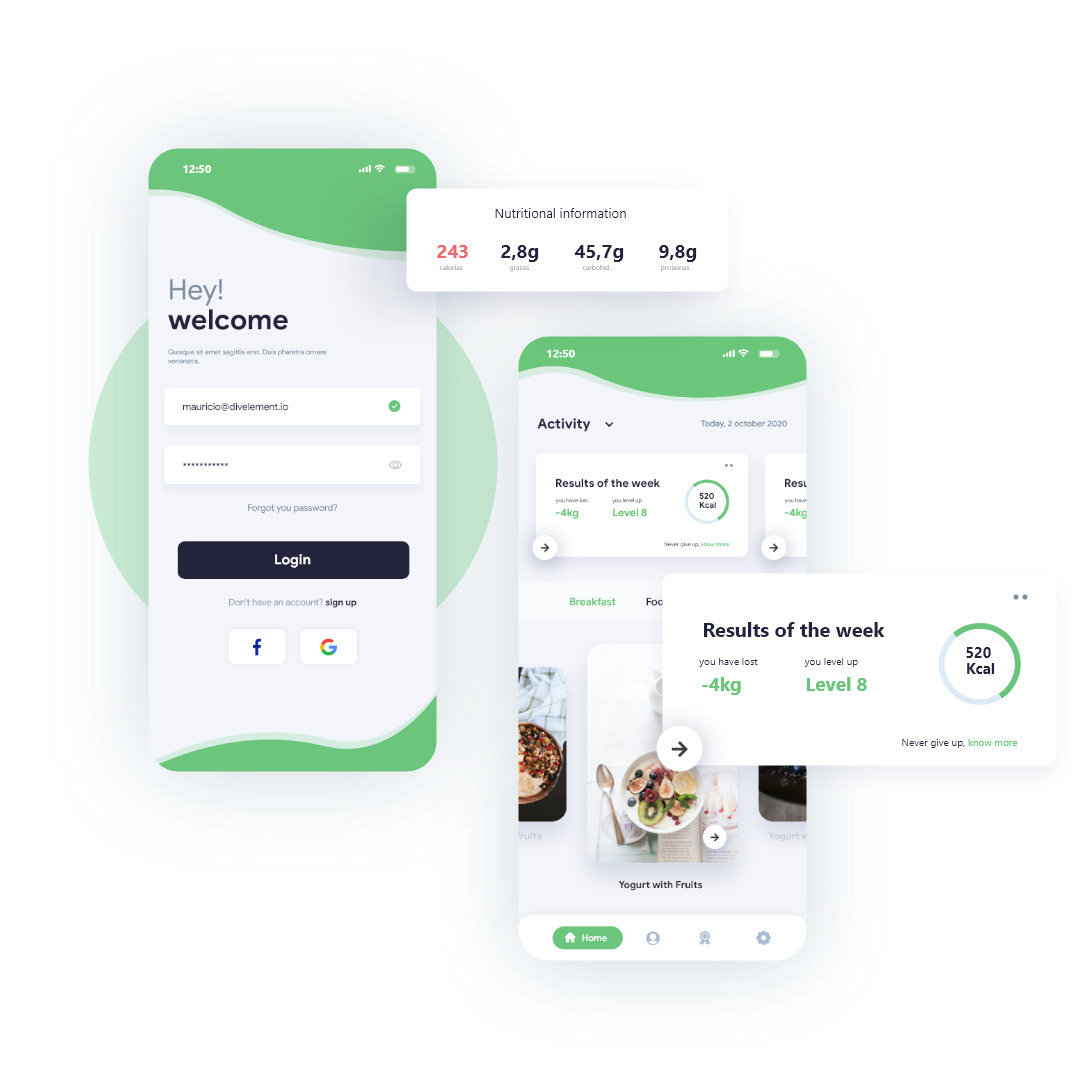 12:50
Hey!
welcome
Quisque sit amet sagittis erat. Duis pharetra ornare
venenatis.
mauricio@divelement.io
***********
Forgot you password?
Login
Don't have an account? sign up
Nutritional information
243
calorias
2,8g
grasas
45,7g
carbohid.
9,8g
proteinas
12:50
Activity
Today, 2 october 2020
Results of the week
you have lost
-4kg
you level up
Level 8
520
Kcal
Never give up, know more
Resu
you have
-4kg
Breakfast
Foo
Results of the week
you have lost
-4kg
you level up
Level 8
520
Kcal
Never give up, know more
Fruits
Yogurt w
Yogurt with Fruits
Home